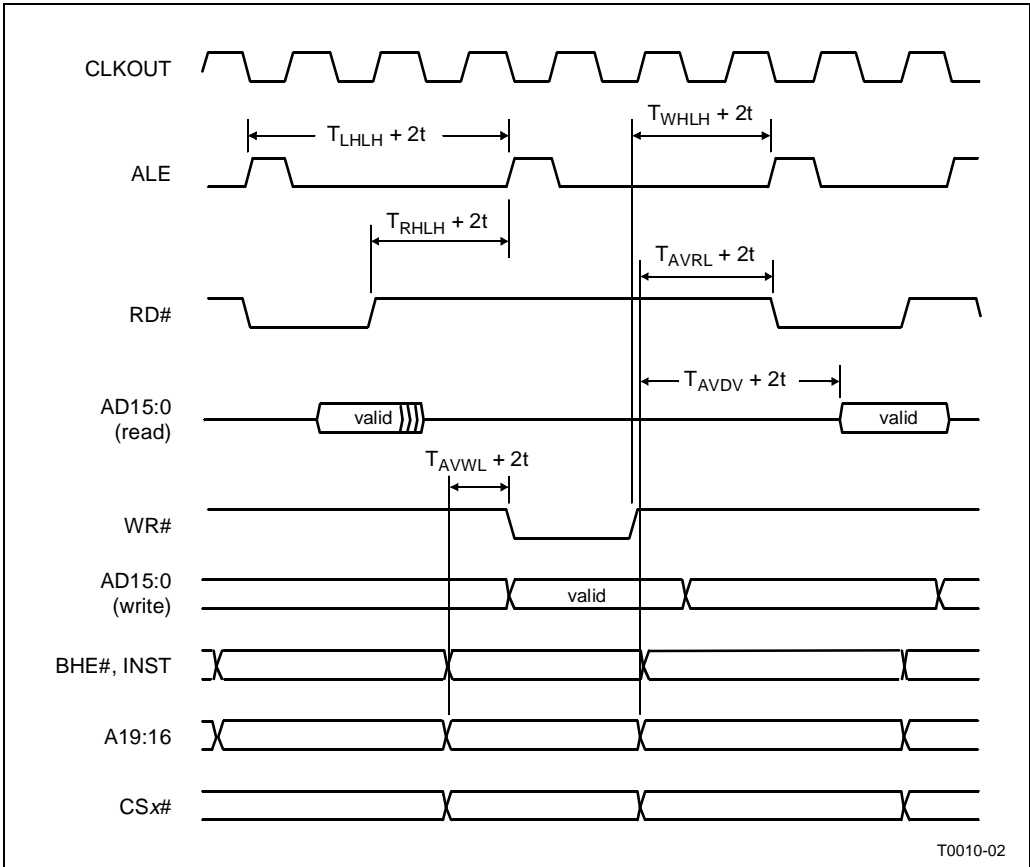 CLKOUT
T_LHLH + 2t
T_WHLH + 2t
ALE
T_RHLH + 2t
T_AVRL + 2t
RD#
T_AVDV + 2t
AD15:0
(read)
valid
valid
T_AVWL + 2t
WR#
AD15:0
(write)
valid
BHE#, INST
A19:16
CSx#
T0010-02